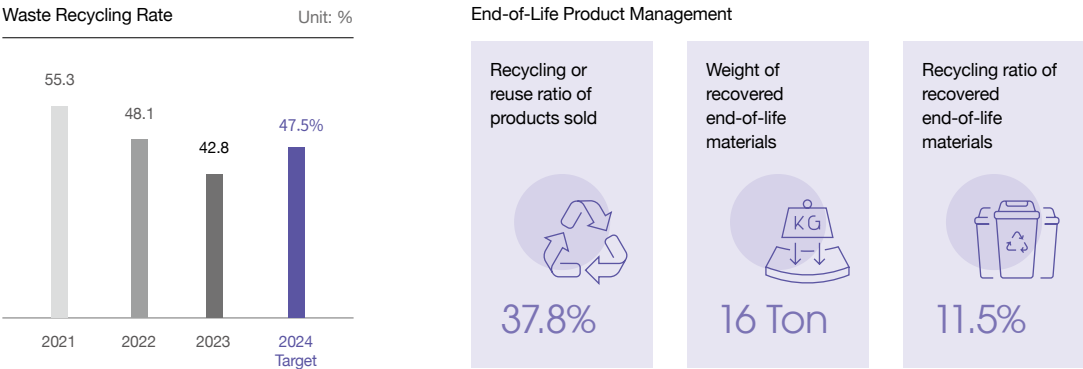 Waste Recycling Rate
Unit: %
55.3
48.1
42.8
47.5%
2021
2022
2023
2024
Target
End-of-Life Product Management
Recycling or
reuse ratio of
products sold
37.8%
Weight of
recovered
end-of-life
materials
KG
16 Ton
Recycling ratio of
recovered
end-of-life
materials
11.5%